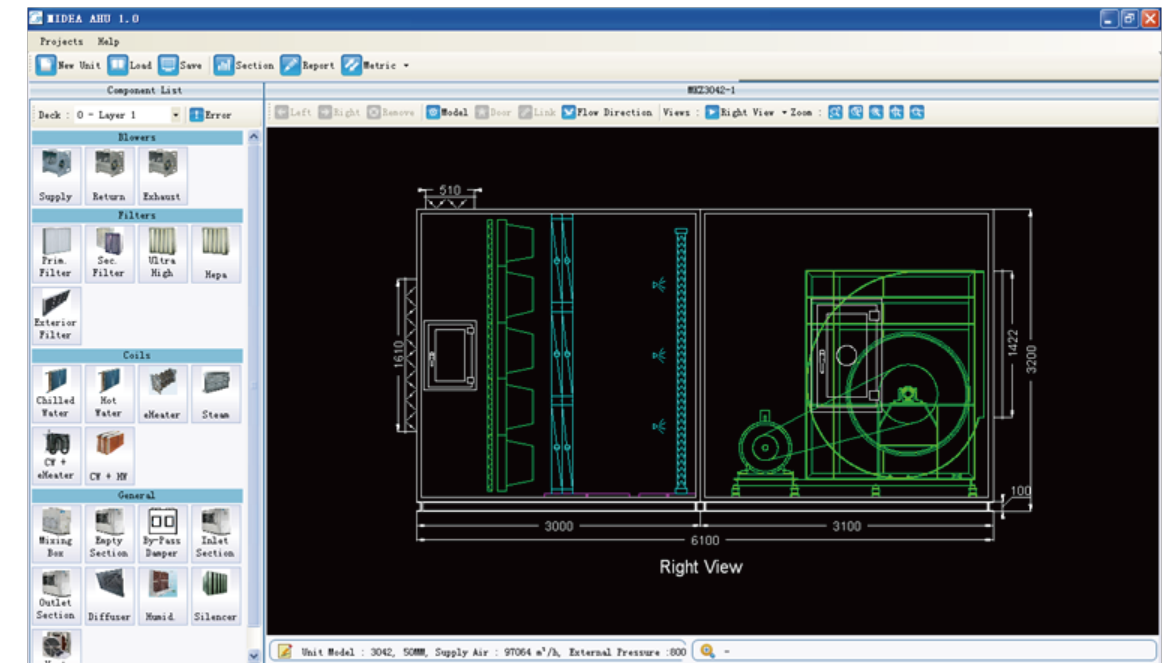 MIDEA AHU 1.0
Projects Help
New Unit Load Save Section Report Metric
Component List
MKZ3042-1
Deck : 0 - Layer 1 Error
Left Right Remove Model Door Link Flow Direction Views : Right View Zoom :
Blowers
Supply Return Exhaust
Filters
Prim. Filter
Sec. Filter
Ultra High
Hepa
Exterior Filter
Coils
Chilled Water
Hot Water
eHeater
Steam
CW + eHeater
CW + HW
General
Mixing Box
Empty Section
By-Pass Damper
Inlet Section
Outlet Section
Diffuser
Humid.
Silencer
510
1610
1422
3200
100
3000
3100
6100
Right View
Unit Model : 3042, 50MM, Supply Air : 97064 m³/h, External Pressure :800
-